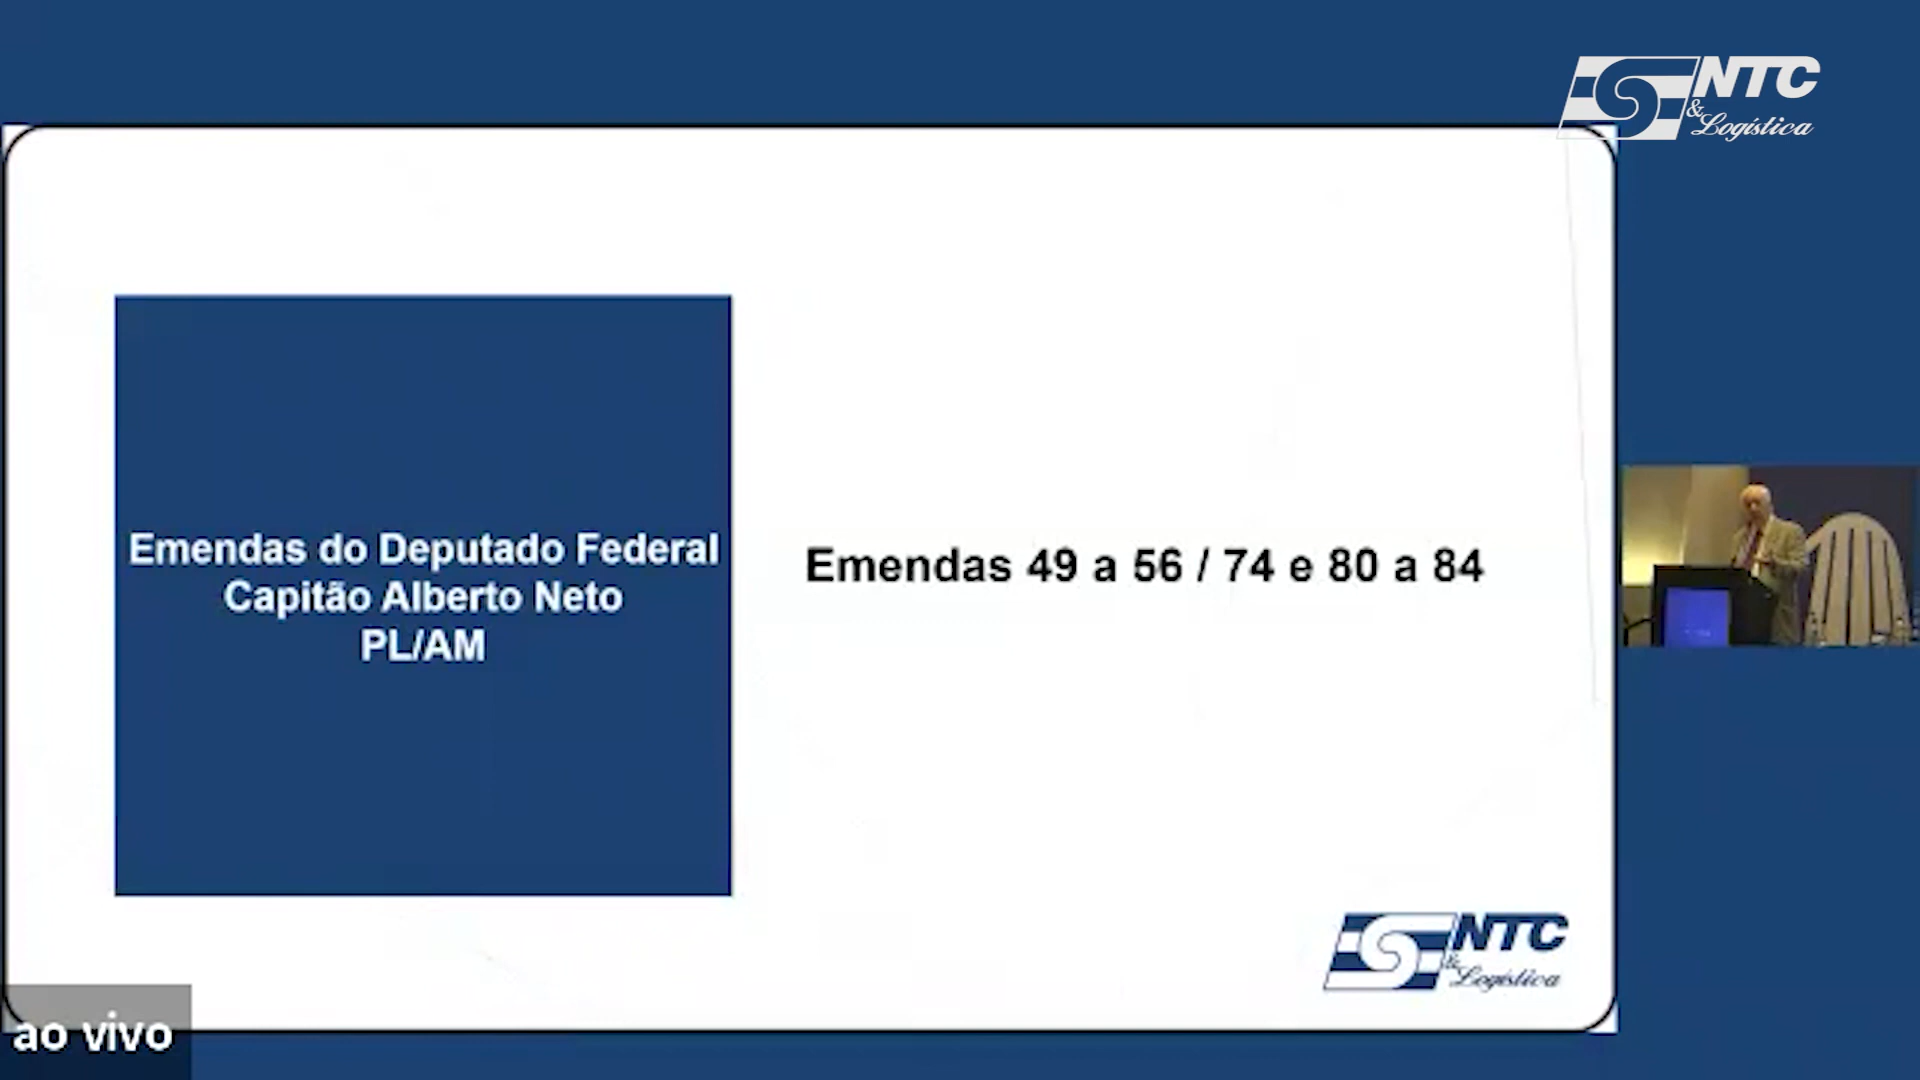 NTC
& Logística
Emendas do Deputado Federal
Capitão Alberto Neto
PL/AM
Emendas 49 a 56 / 74 e 80 a 84
NTC
& Logística
ao vivo